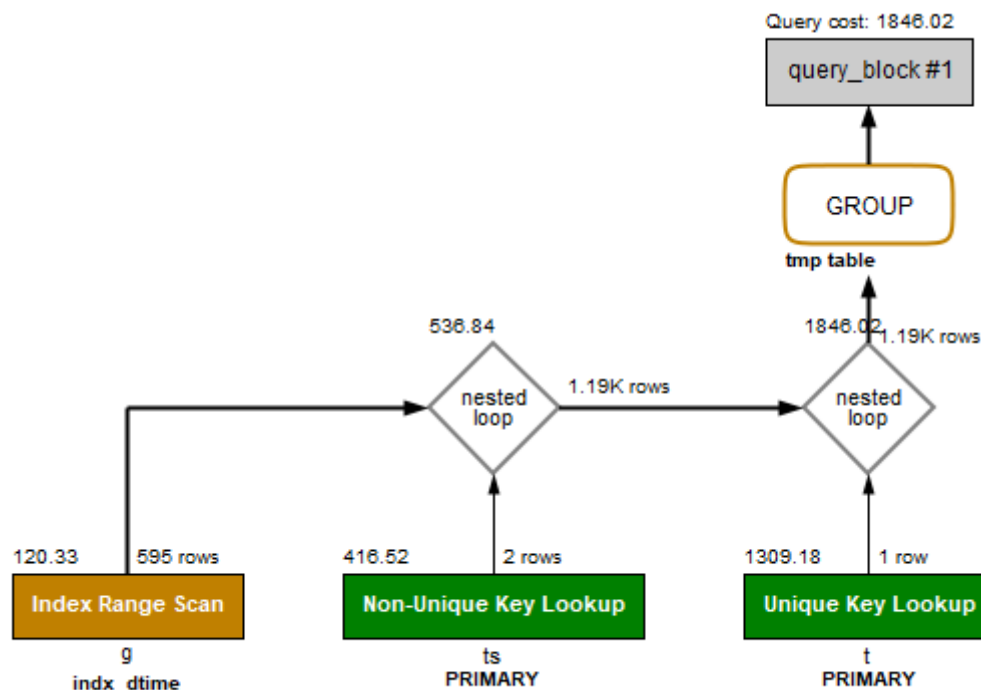 Query cost: 1846.02
query_block #1
GROUP
tmp table
536.84
1846.02
1.19K rows
nested
loop
1.19K rows
nested
loop
120.33
595 rows
416.52
2 rows
1309.18
1 row
Index Range Scan
Non-Unique Key Lookup
Unique Key Lookup
g
ts
t
indx_dtime
PRIMARY
PRIMARY